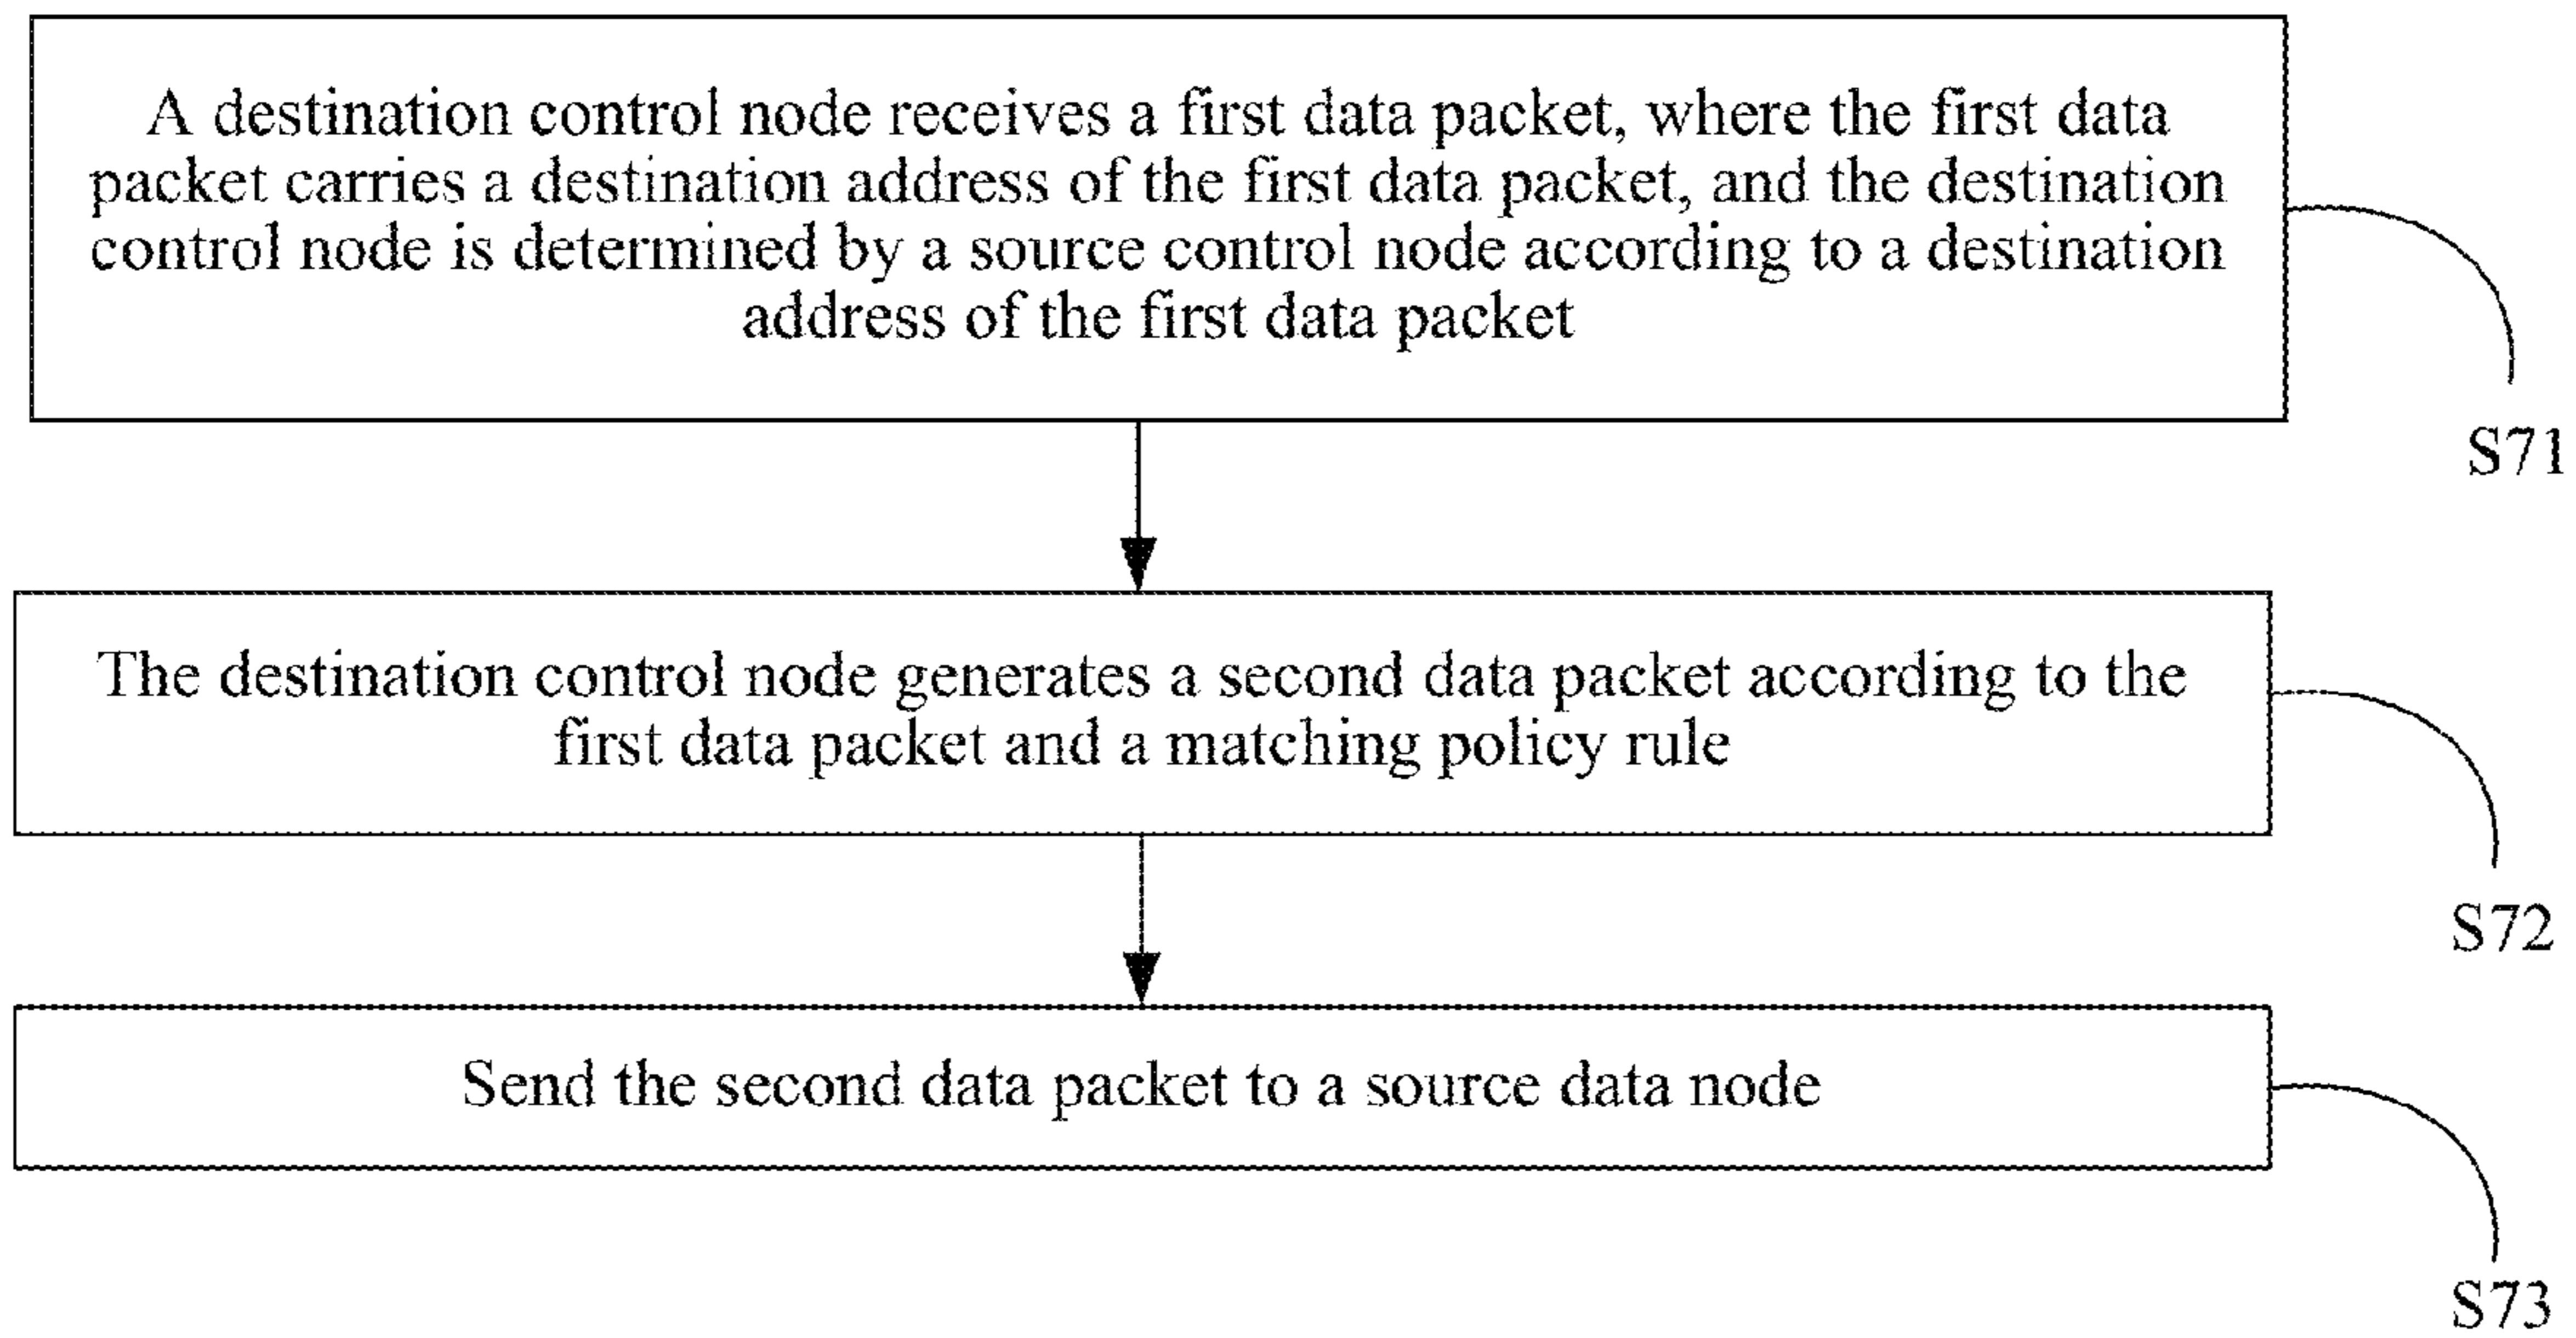 A destination control node receives a first data packet, where the first data
packet carries a destination address of the first data packet, and the destination
control node is determined by a source control node according to a destination
address of the first data packet
S71
The destination control node generates a second data packet according to the
first data packet and a matching policy rule
S72
Send the second data packet to a source data node
S73